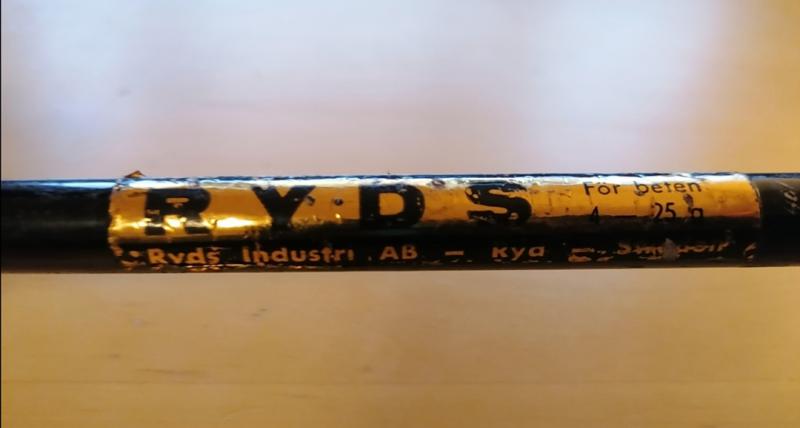 RYDS
För beten
4 — 25 g
Ryds Industri AB — Ryd —